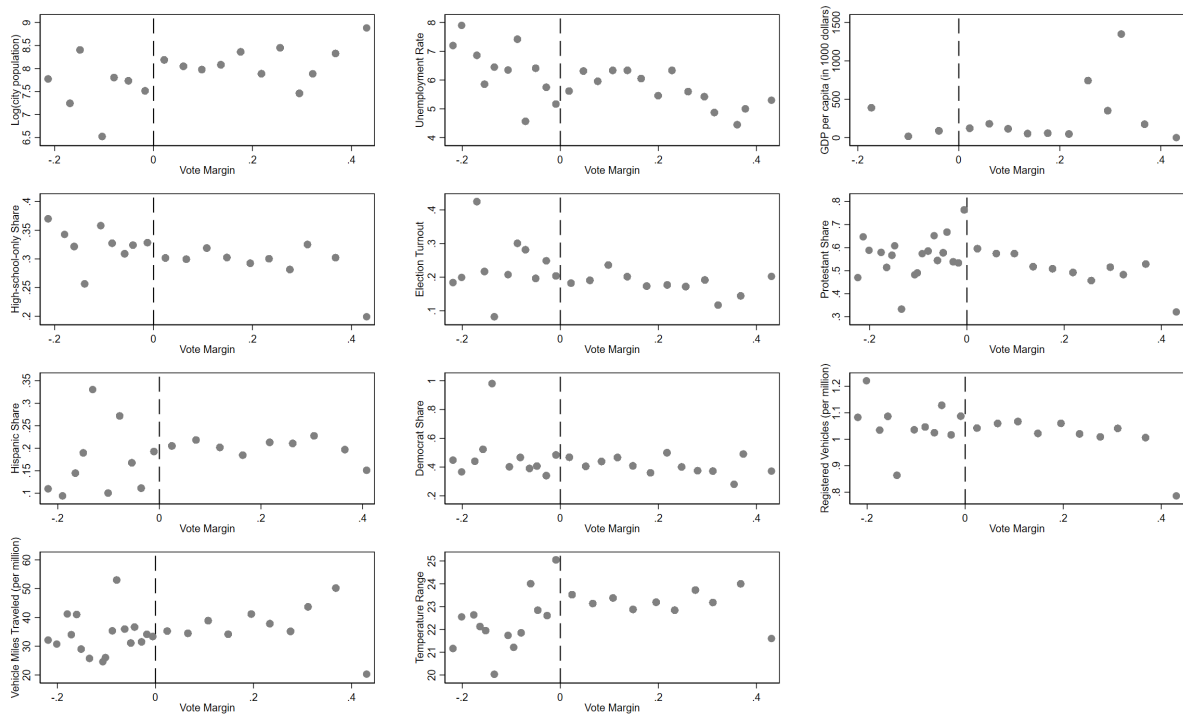 Log(city population)
9
8.5
8
7.5
7
6.5
-.2 0 .2 .4
Vote Margin
Unemployment Rate
8
7
6
5
4
-.2 0 .2 .4
Vote Margin
GDP per capita (in 1000 dollars)
1500
1000
500
0
-.2 0 .2 .4
Vote Margin
High-school-only Share
.4
.35
.3
.25
.2
-.2 0 .2 .4
Vote Margin
Election Turnout
.4
.3
.2
.1
-.2 0 .2 .4
Vote Margin
Protestant Share
.8
.7
.6
.5
.4
.3
-.2 0 .2 .4
Vote Margin
Hispanic Share
.35
.3
.25
.2
.15
.1
-.2 0 .2 .4
Vote Margin
Democrat Share
1
.8
.6
.4
.2
-.2 0 .2 .4
Vote Margin
Registered Vehicles (per million)
1.2
1.1
1
.9
.8
-.2 0 .2 .4
Vote Margin
Vehicle Miles Traveled (per million)
60
50
40
30
20
-.2 0 .2 .4
Vote Margin
Temperature Range
25
24
23
22
21
20
-.2 0 .2 .4
Vote Margin